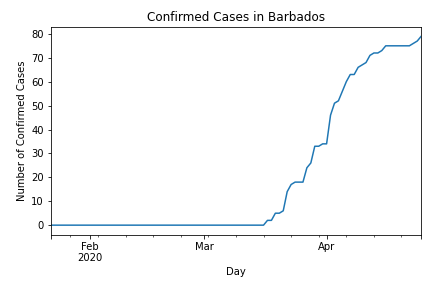 Confirmed Cases in Barbados
80
70
60
50
40
30
20
10
0
Number of Confirmed Cases
Feb Mar Apr
2020
Day